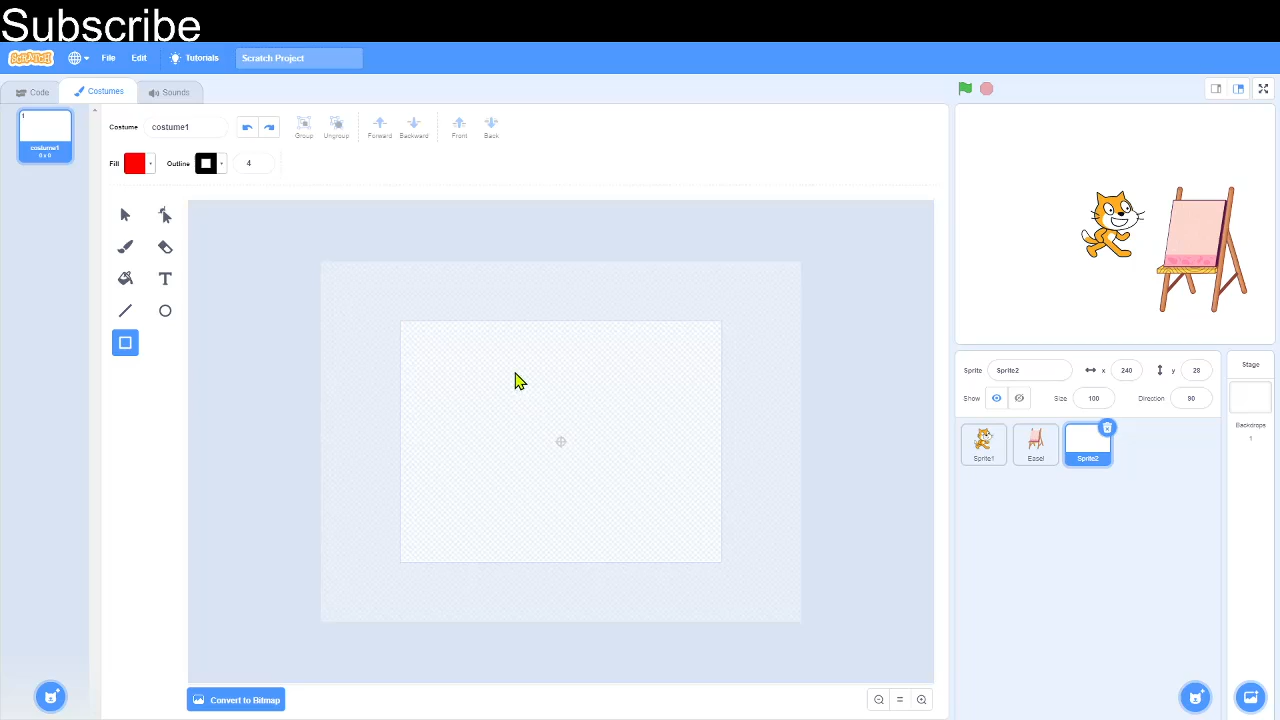 Subscribe
SCRATCH File Edit Tutorials Scratch Project
Code Costumes Sounds
1
costume1
0 x 0
Costume costume1 Group Ungroup Forward Backward Front Back
Fill Outline 4
T
Convert to Bitmap
Sprite Sprite2 x 240 y 28
Show Size 100 Direction 90
Sprite1 Easel Sprite2
Stage
Backdrops
1